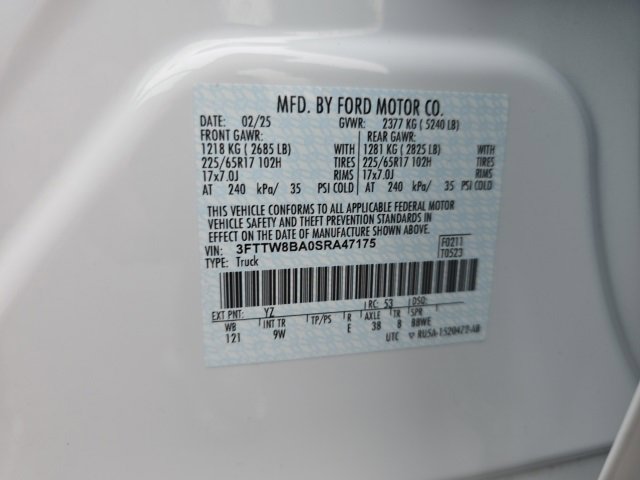 MFD. BY FORD MOTOR CO.
DATE: 02/25 GVWR: 2377 KG ( 5240 LB)
FRONT GAWR: REAR GAWR:
1218 KG ( 2685 LB) WITH 1281 KG ( 2825 LB) WITH
225/65R17 102H TIRES 225/65R17 102H TIRES
17x7.0J RIMS 17x7.0J RIMS
AT 240 kPa/ 35 PSI COLD AT 240 kPa/ 35 PSI COLD
THIS VEHICLE CONFORMS TO ALL APPLICABLE FEDERAL MOTOR
VEHICLE SAFETY AND THEFT PREVENTION STANDARDS IN
EFFECT ON THE DATE OF MANUFACTURE SHOWN ABOVE.
VIN: 3FTTW8BA0SRA47175 F0211
TYPE: Truck T0523
EXT PNT: YZ RC: 53 DSO:
WB INT TR TP/PS R AXLE TR SPR
121 9W E 38 8 BBWE
UTC RU5A-1520472-AB